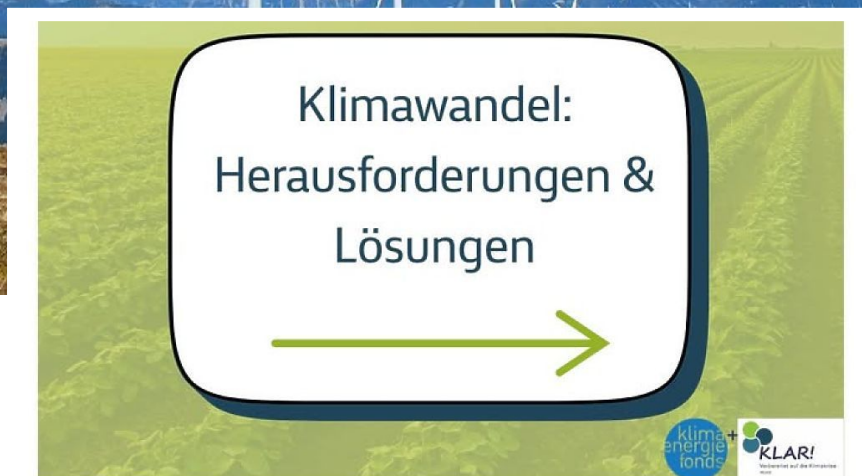 Klimawandel:
Herausforderungen &
Lösungen
klima+
energie
fonds
KLAR!